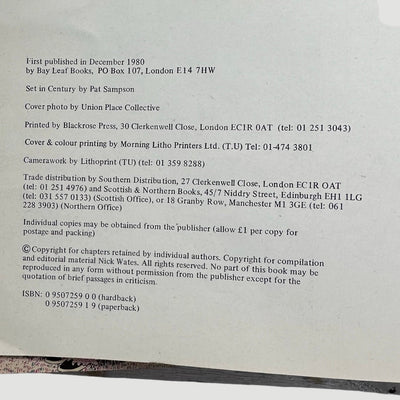 First published in December 1980
by Bay Leaf Books, PO Box 107, London E14 7HW
Set in Century by Pat Sampson
Cover photo by Union Place Collective
Printed by Blackrose Press, 30 Clerkenwell Close, London EC1R 0AT (tel: 01 251 3043)
Cover & colour printing by Morning Litho Printers Ltd. (T.U) Tel: 01-474 3801
Camerawork by Lithoprint (TU) (tel: 01 359 8288)
Trade distribution by Southern Distribution, 27 Clerkenwell Close, London EC1R OAT
(tel: 01 251 4976) and Scottish & Northern Books, 45/7 Niddry Street, Edinburgh EH1 1LG
(tel: 031 557 0133) (Scottish Office), or 18 Granby Row, Manchester M1 3GE (tel: 061
228 3903) (Northern Office)
Individual copies may be obtained from the publisher (allow £1 per copy for
postage and packing)
© Copyright for chapters retained by individual authors. Copyright for compilation
and editorial material Nick Wates. All rights reserved. No part of this book may be
reproduced in any form without permission from the publisher except for the
quotation of brief passages in criticism.
ISBN: 0 9507259 0 0 (hardback)
0 9507259 1 9 (paperback)